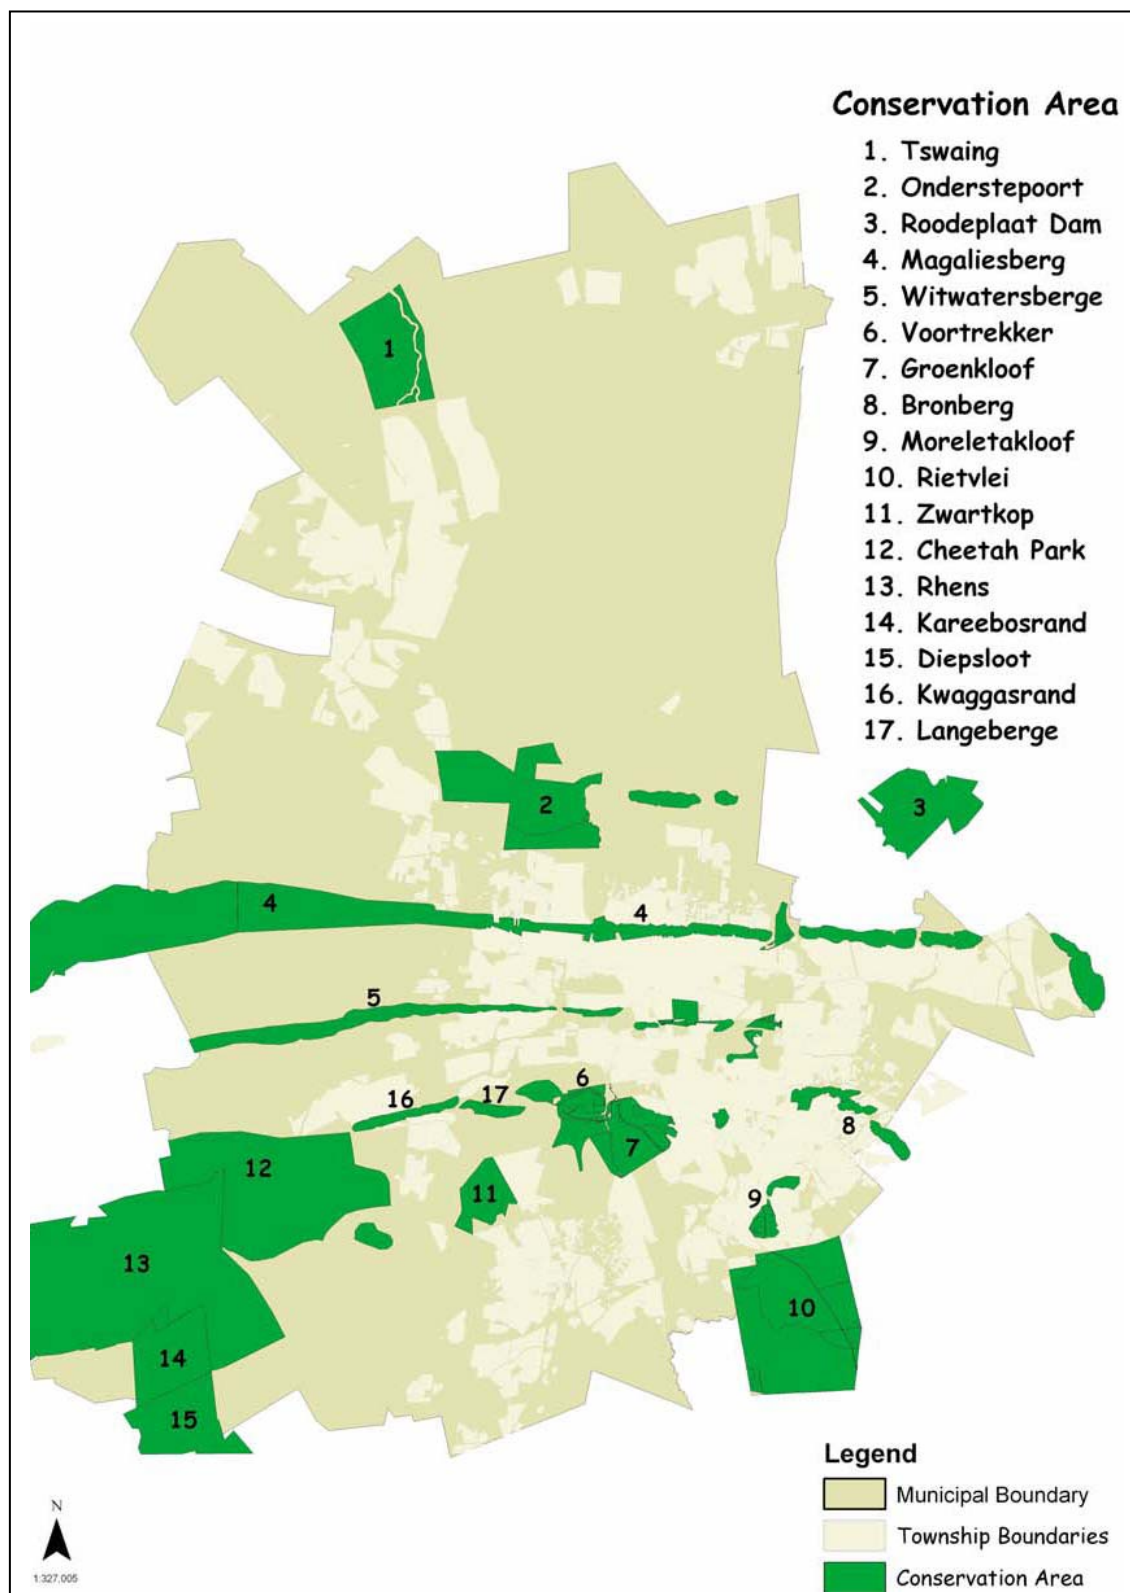 Conservation Area
1. Tswaing
2. Onderstepoort
3. Roodeplaat Dam
4. Magaliesberg
5. Witwatersberge
6. Voortrekker
7. Groenkloof
8. Bronberg
9. Moreletakloof
10. Rietvlei
11. Zwartkop
12. Cheetah Park
13. Rhens
14. Kareebosrand
15. Diepsloot
16. Kwaggasrand
17. Langeberge
1
2
3
4
4
5
6
16
17
7
8
12
11
9
13
10
14
15
Legend
Municipal Boundary
Township Boundaries
Conservation Area
N
1:327,005